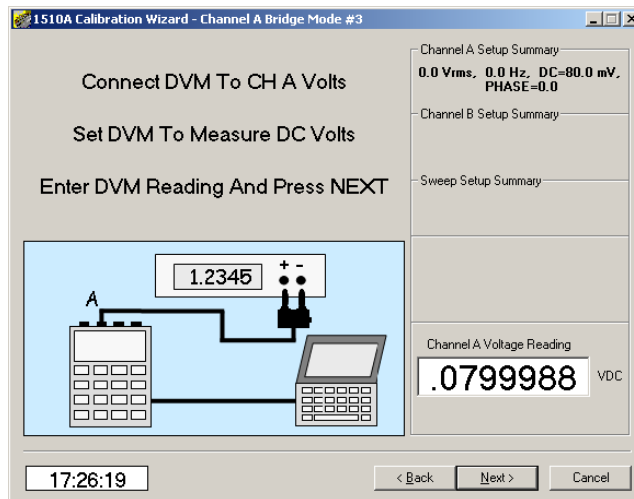 1510A Calibration Wizard - Channel A Bridge Mode #3
Connect DVM To CH A Volts
Set DVM To Measure DC Volts
Enter DVM Reading And Press NEXT
Channel A Setup Summary
0.0 Vrms, 0.0 Hz, DC=80.0 mV,
PHASE=0.0
Channel B Setup Summary
Sweep Setup Summary
1.2345
+ -
A
Channel A Voltage Reading
.0799988 VDC
17:26:19
< Back
Next >
Cancel